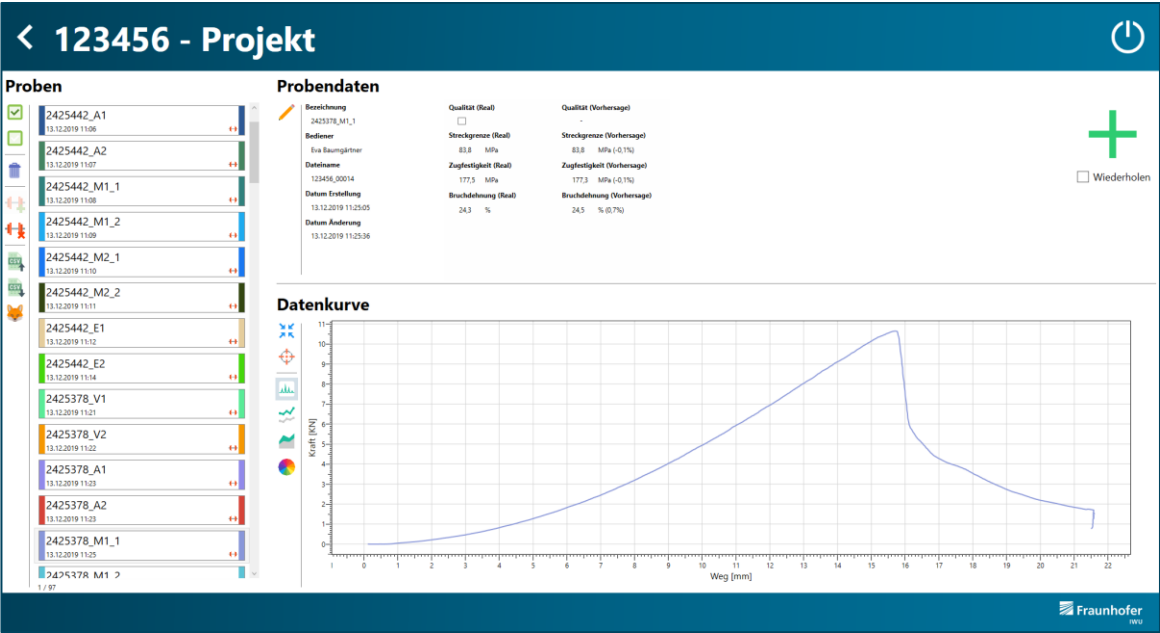 123456 - Projekt
Proben
2425442_A1
13.12.2019 11:06
2425442_A2
13.12.2019 11:07
2425442_M1_1
13.12.2019 11:08
2425442_M1_2
13.12.2019 11:09
2425442_M2_1
13.12.2019 11:10
2425442_M2_2
13.12.2019 11:11
2425442_E1
13.12.2019 11:12
2425442_E2
13.12.2019 11:14
2425378_V1
13.12.2019 11:21
2425378_V2
13.12.2019 11:22
2425378_A1
13.12.2019 11:23
2425378_A2
13.12.2019 11:23
2425378_M1_1
13.12.2019 11:25
2425378_M1_2
1 / 97
CSV
CSV
Probendaten
Bezeichnung
2425378_M1_1
Bediener
Eva Baumgärtner
Dateiname
123456_00014
Datum Erstellung
13.12.2019 11:25:05
Datum Änderung
13.12.2019 11:25:36
Qualität (Real)
Streckgrenze (Real)
83,8 MPa
Zugfestigkeit (Real)
177,5 MPa
Bruchdehnung (Real)
24,3 %
Qualität (Vorhersage)
-
Streckgrenze (Vorhersage)
83,8 MPa (-0,1%)
Zugfestigkeit (Vorhersage)
177,3 MPa (-0,1%)
Bruchdehnung (Vorhersage)
24,5 % (0,7%)
Wiederholen
Datenkurve
Kraft [KN]
11
10
9
8
7
6
5
4
3
2
1
0
1 0 1 2 3 4 5 6 7 8 9 10 11 12 13 14 15 16 17 18 19 20 21 22
Weg [mm]
Fraunhofer
IWU